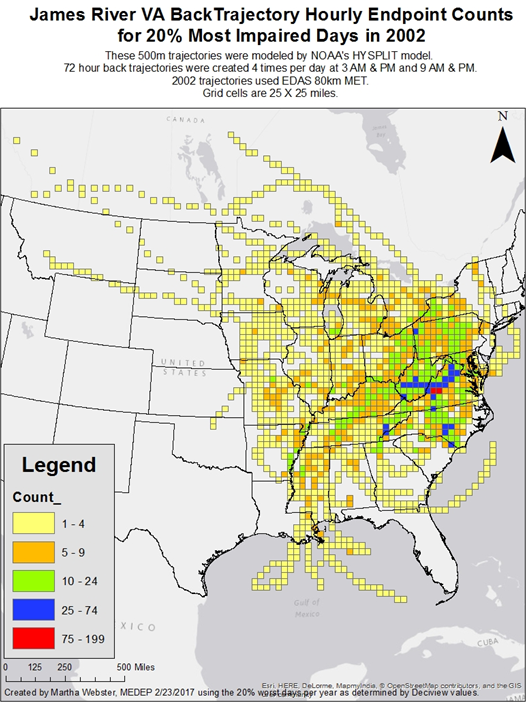 James River VA BackTrajectory Hourly Endpoint Counts
for 20% Most Impaired Days in 2002
These 500m trajectories were modeled by NOAA's HYSPLIT model.
72 hour back trajectories were created 4 times per day at 3 AM & PM and 9 AM & PM.
2002 trajectories used EDAS 80km MET.
Grid cells are 25 X 25 miles.
N
CANADA
UNITED
STATES
Legend
Count_
1 - 4
5 - 9
10 - 24
25 - 74
75 - 199
Gulf of
Mexico
XICO
CUBA
0 125 250 500 Miles
Esri, HERE, DeLorme, MapmyIndia, © OpenStreetMap contributors, and the GIS
Created by Martha Webster, MEDEP 2/23/2017 using the 20% worst days per year as determined by Deciview values.